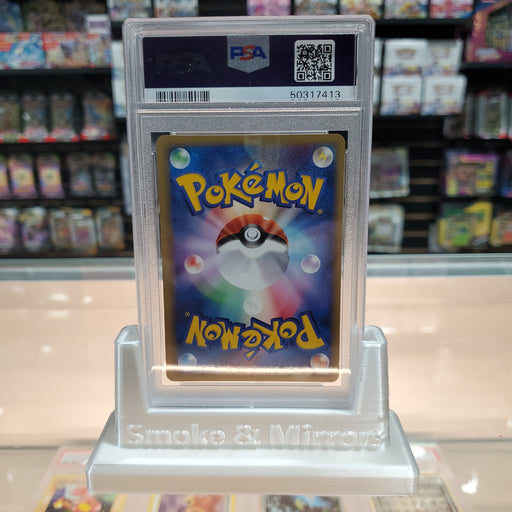 PSA
50317413
POKéMON
POKéMON
Smoke & Mirrors